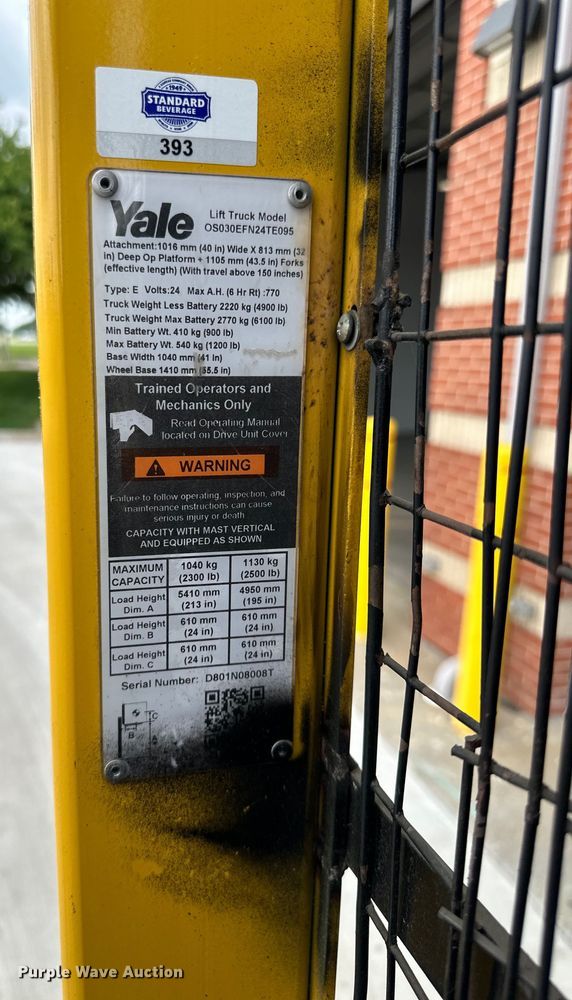 1949
STANDARD
BEVERAGE
393
Yale
Lift Truck Model
OS030EFN24TE095
Attachment:1016 mm (40 in) Wide X 813 mm (32
in) Deep Op Platform + 1105 mm (43.5 in) Forks
(effective length) (With travel above 150 inches)
Type: E Volts:24 Max A.H. (6 Hr Rt) :770
Truck Weight Less Battery 2220 kg (4900 lb)
Truck Weight Max Battery 2770 kg (6100 lb)
Min Battery Wt. 410 kg (900 lb)
Max Battery Wt. 540 kg (1200 lb)
Base Width 1040 mm (41 in)
Wheel Base 1410 mm (55.5 in)
Trained Operators and
Mechanics Only
Read Operating Manual
located on Drive Unit Cover
WARNING
Failure to follow operating, inspection, and
maintenance instructions can cause
serious injury or death
CAPACITY WITH MAST VERTICAL
AND EQUIPPED AS SHOWN
MAXIMUM CAPACITY 1040 kg (2300 lb) 1130 kg (2500 lb)
Load Height Dim. A 5410 mm (213 in) 4950 mm (195 in)
Load Height Dim. B 610 mm (24 in) 610 mm (24 in)
Load Height Dim. C 610 mm (24 in) 610 mm (24 in)
Serial Number: D801N08008T
C
B
Purple Wave Auction